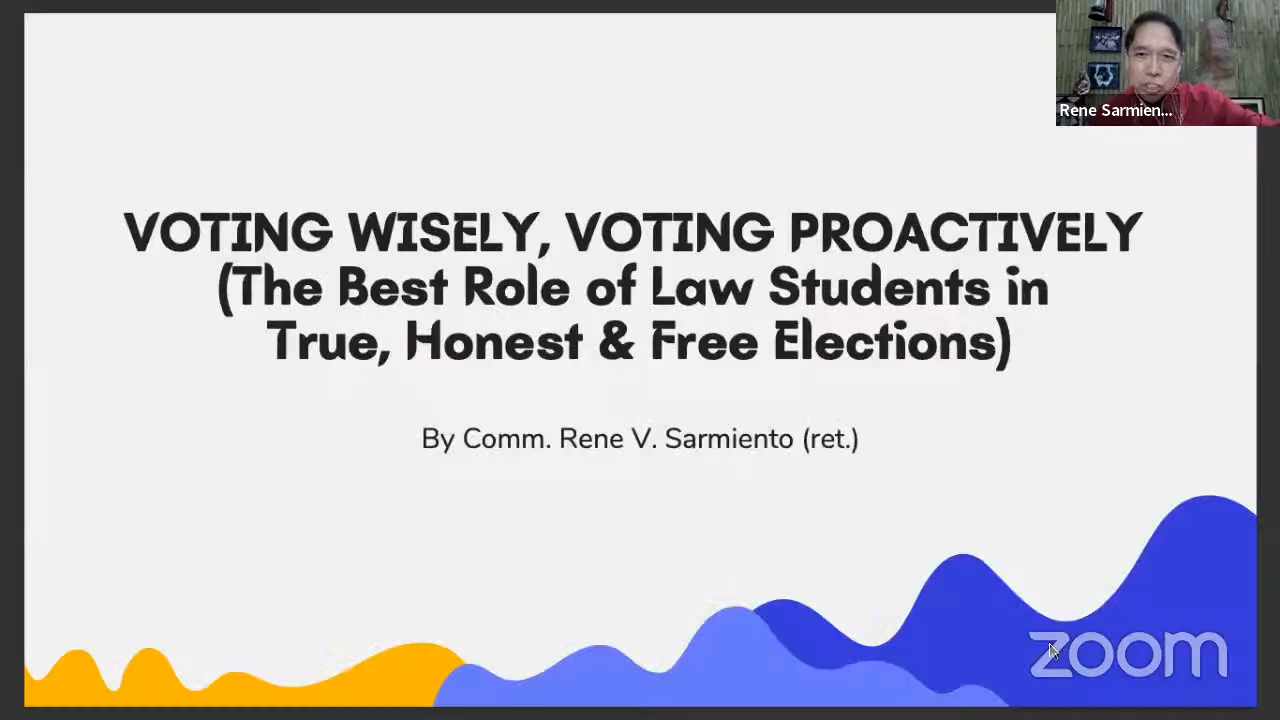 Rene Sarmien...
VOTING WISELY, VOTING PROACTIVELY
(The Best Role of Law Students in
True, Honest & Free Elections)
By Comm. Rene V. Sarmiento (ret.)
zoom